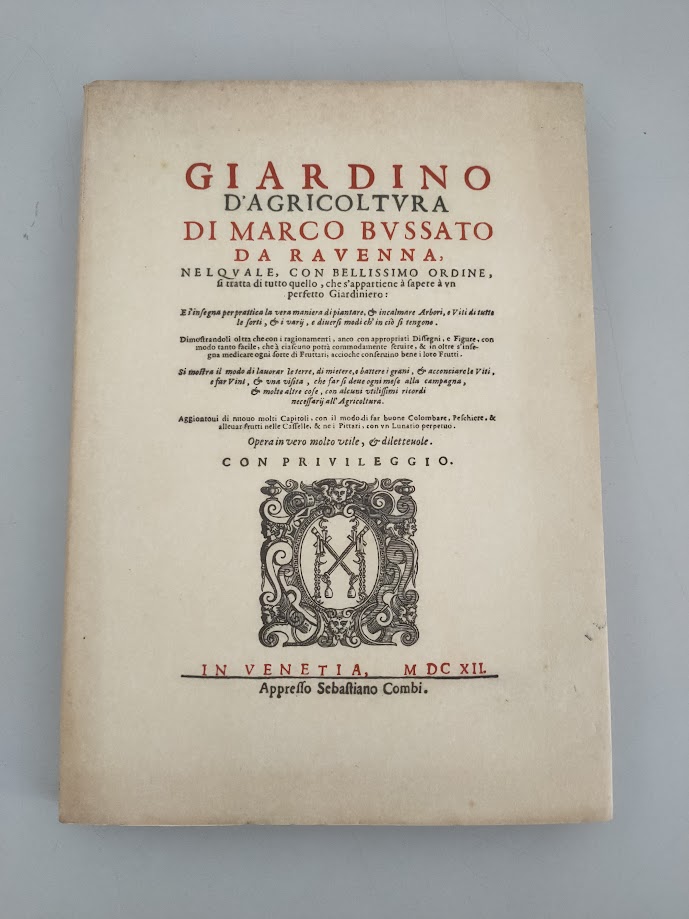 GIARDINO
D'AGRICOLTVRA
DI MARCO BVSSATO
DA RAVENNA,
NELQVALE, CON BELLISSIMO ORDINE,
ſi tratta di tutto quello, che s'appartiene à ſapere à vn
perfetto Giardiniero:
E s'inſegna per prattica la vera maniera di piantare, & incalmare Arbori, e Viti di tutte
le ſorti, & i varij, e diuerſi modi ch'in ciò ſi tengono.
Dimoſtrandoli oltra che con i ragionamenti, anco con appropriati Diſſegni, e Figure, con
modo tanto facile, che à ciaſcuno potrà commodamente ſeruire, & in oltre s'inſe-
gna medicare ogni ſorte di Fruttari, accioche conſeruino bene i loro Frutti.
Si moſtra il modo di lauorar le terre, di mietere, e battere i grani, & acconciare le Viti,
e far Vini, & vna viſita, che far ſi deue ogni meſe alla campagna,
& molte altre coſe, con alcuni vtiliſſimi ricordi
neceſſarij all'Agricoltura.
Aggiontoui di nuouo molti Capitoli, con il modo di far buone Colombare, Peſchiere, &
alleuar frutti nelle Caſſelle, & ne i Pittari, con vn Lunario perpetuo.
Opera in vero molto vtile, & diletteuole.
CON PRIVILEGGIO.
IN VENETIA, MDCXII.
Appreſſo Sebaſtiano Combi.